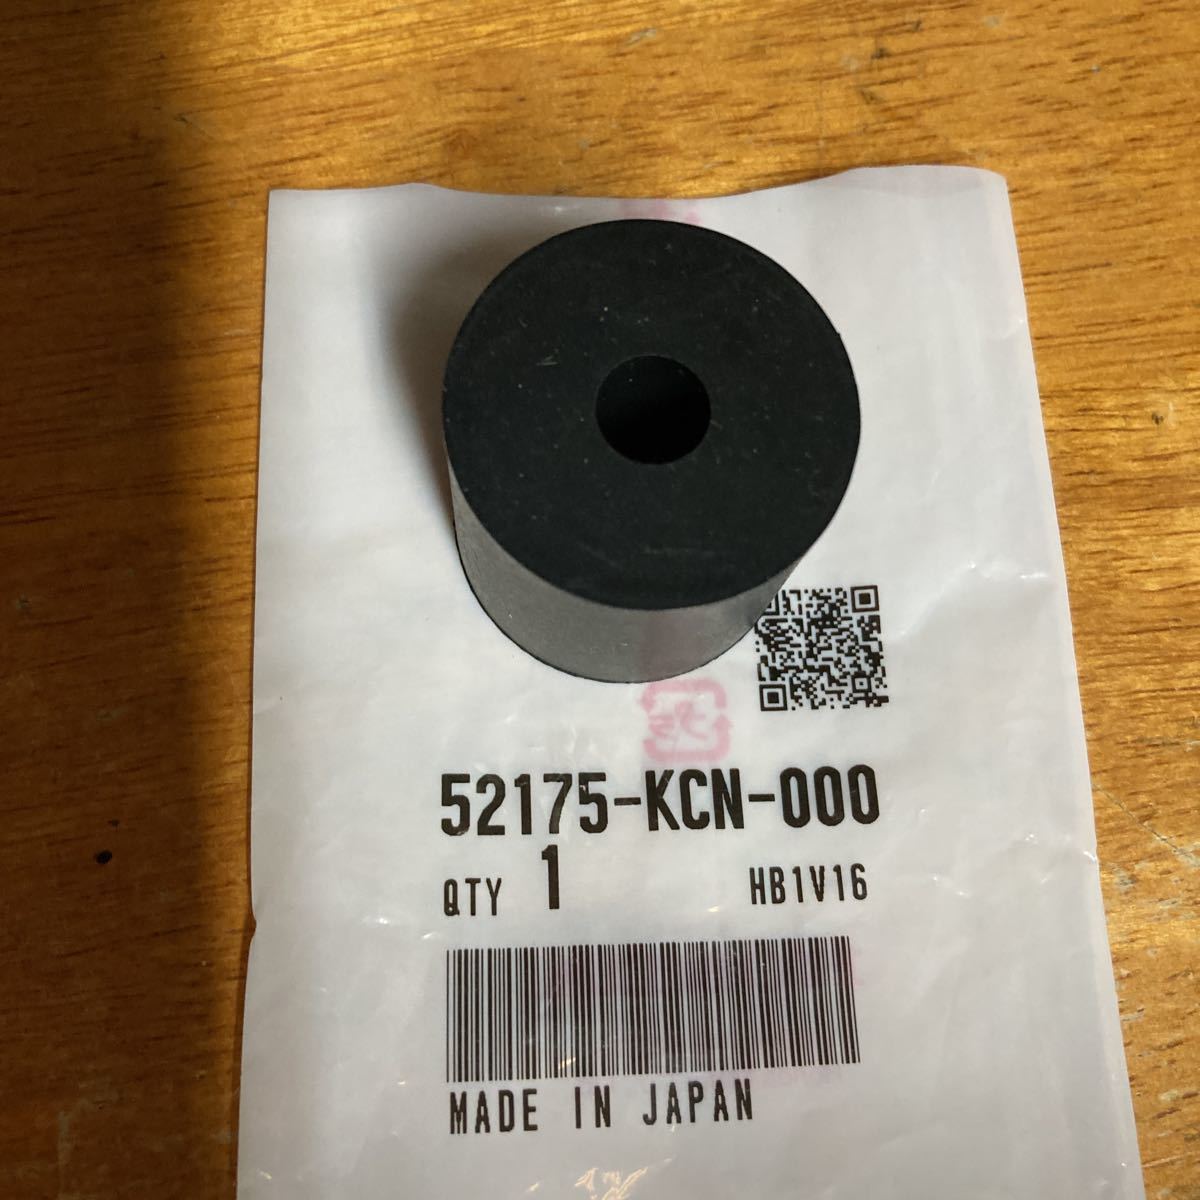 52175-KCN-000
QTY 1 HB1V16
MADE IN JAPAN